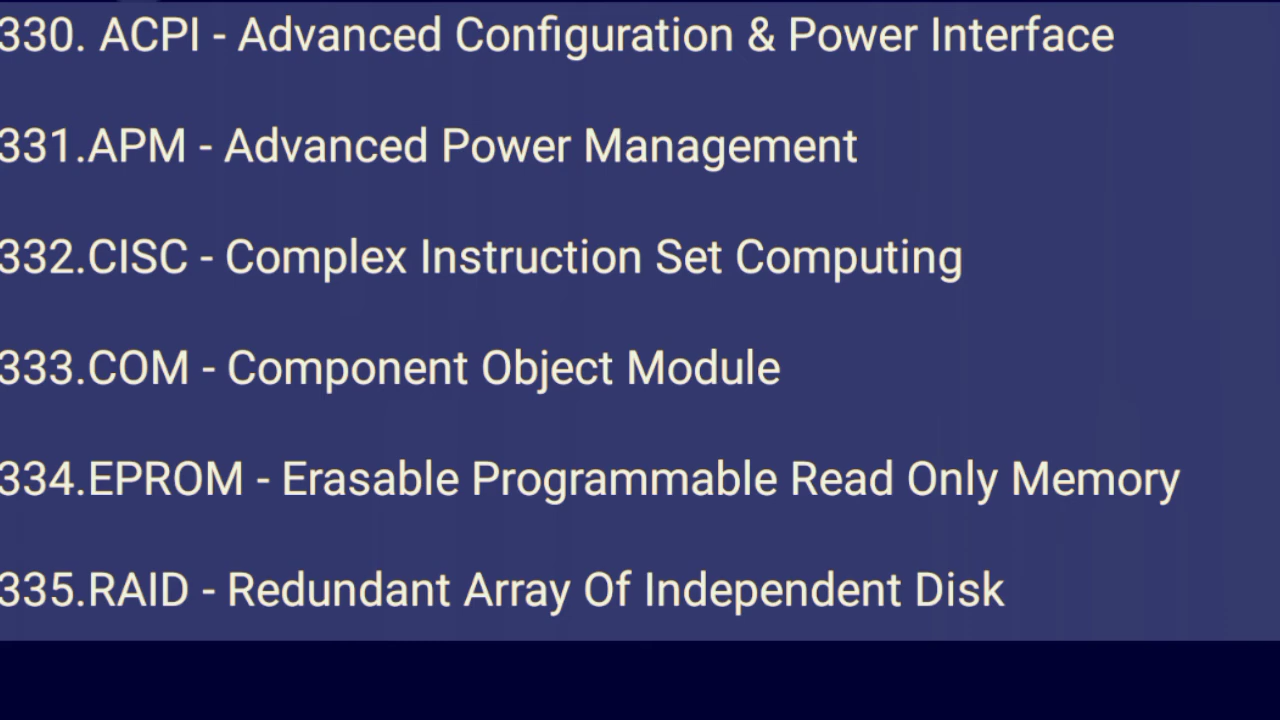 330. ACPI - Advanced Configuration & Power Interface
331.APM - Advanced Power Management
332.CISC - Complex Instruction Set Computing
333.COM - Component Object Module
334.EPROM - Erasable Programmable Read Only Memory
335.RAID - Redundant Array Of Independent Disk